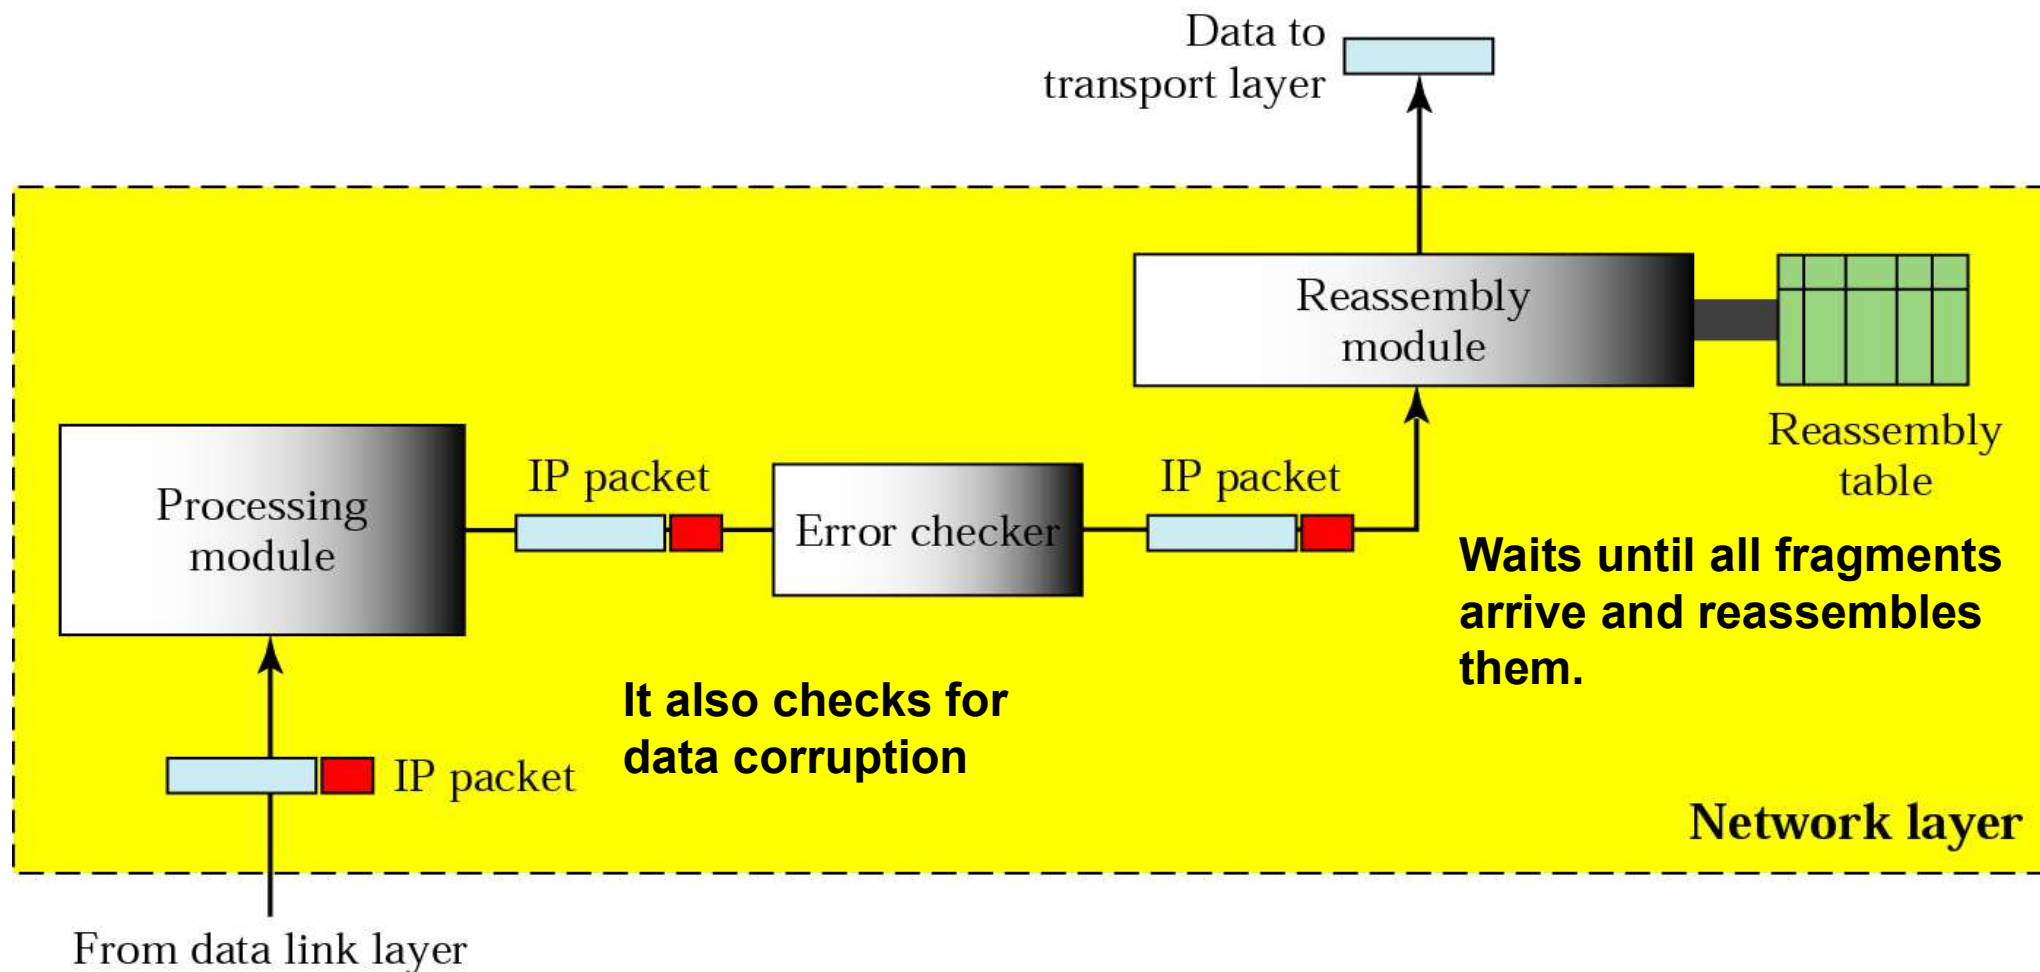 Data to
transport layer
Reassembly
module
Reassembly
table
Processing
module
IP packet
Error checker
IP packet
Waits until all fragments
arrive and reassembles
them.
It also checks for
data corruption
IP packet
Network layer
From data link layer